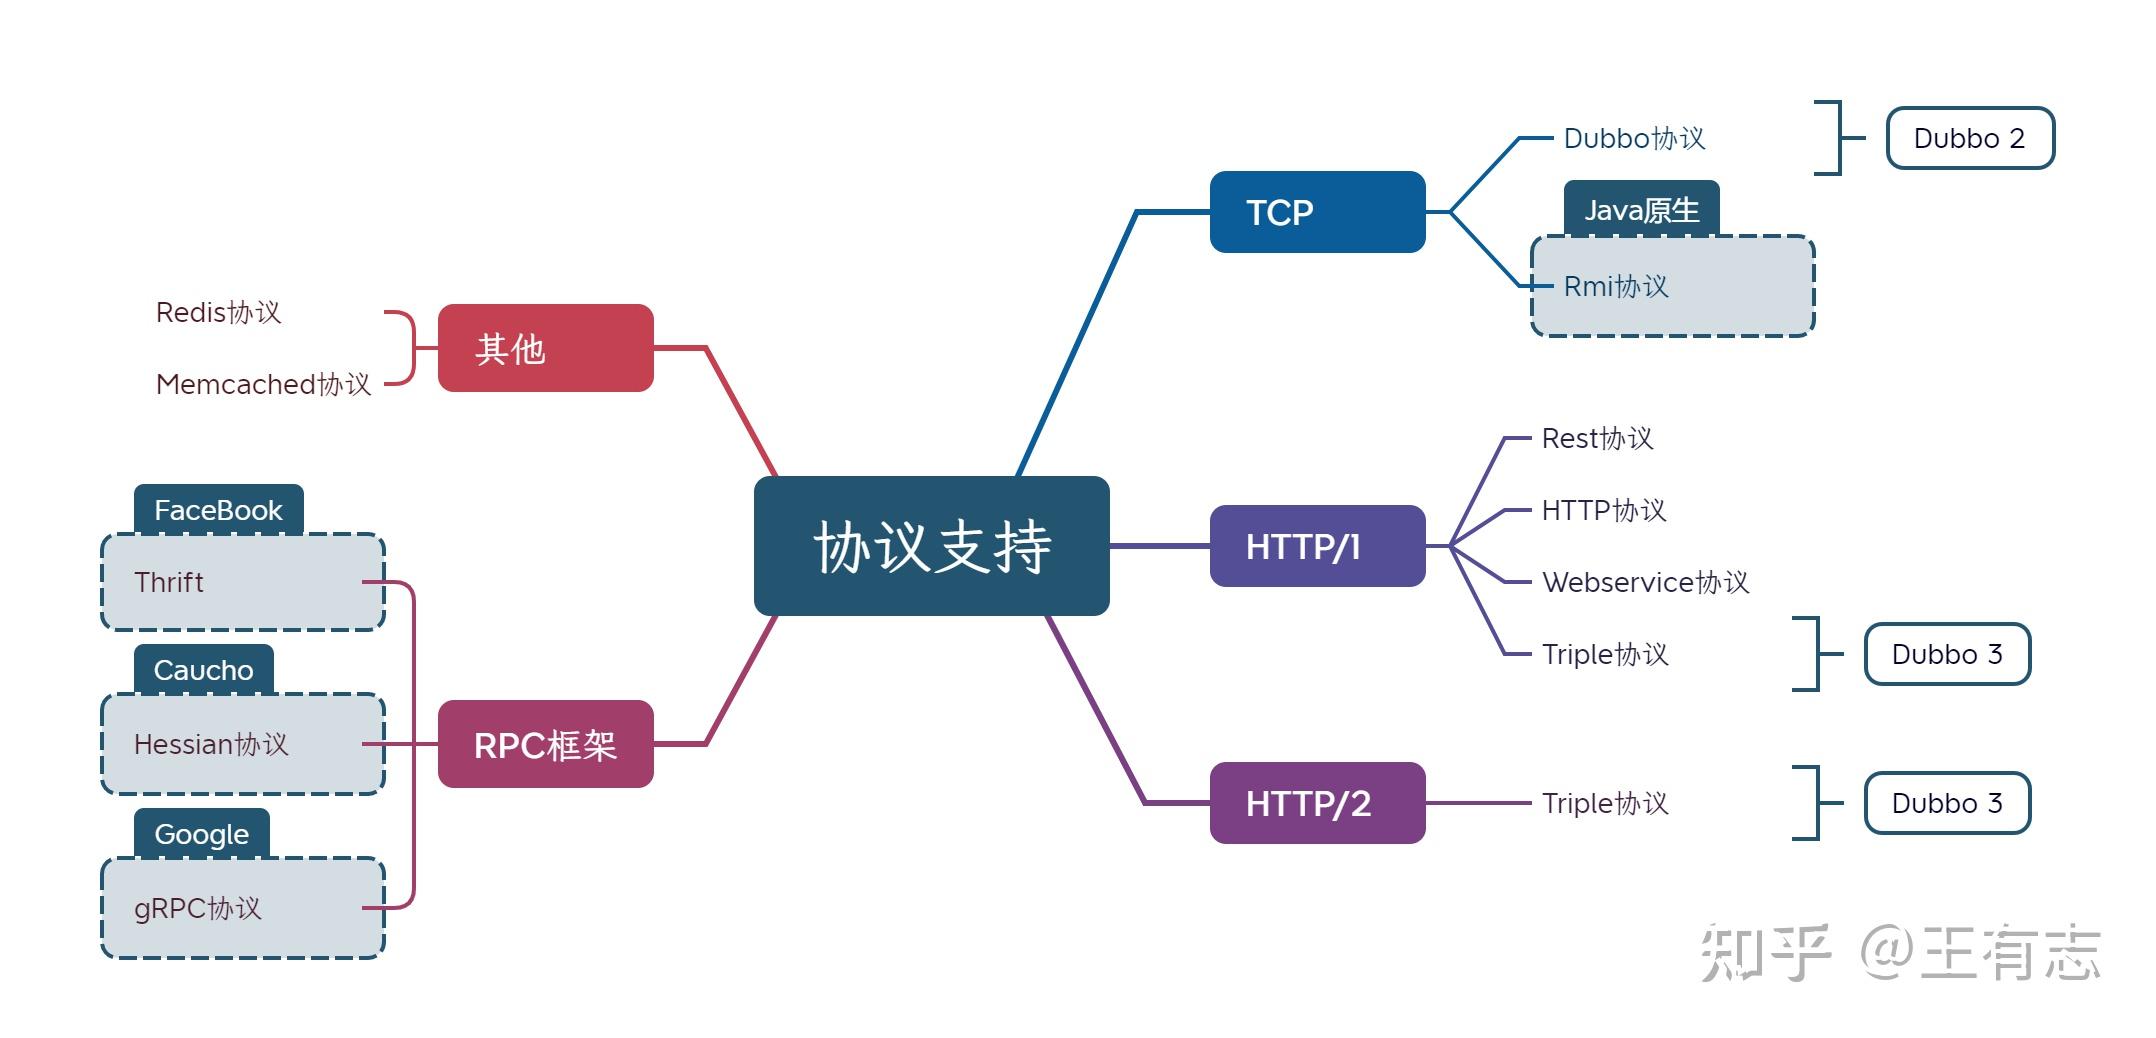 协议支持
TCP
Dubbo协议
Dubbo 2
Java原生
Rmi协议
HTTP/1
Rest协议
HTTP协议
Webservice协议
Triple协议
Dubbo 3
HTTP/2
Triple协议
Dubbo 3
其他
Redis协议
Memcached协议
RPC框架
FaceBook
Thrift
Caucho
Hessian协议
Google
gRPC协议
知乎 @王有志